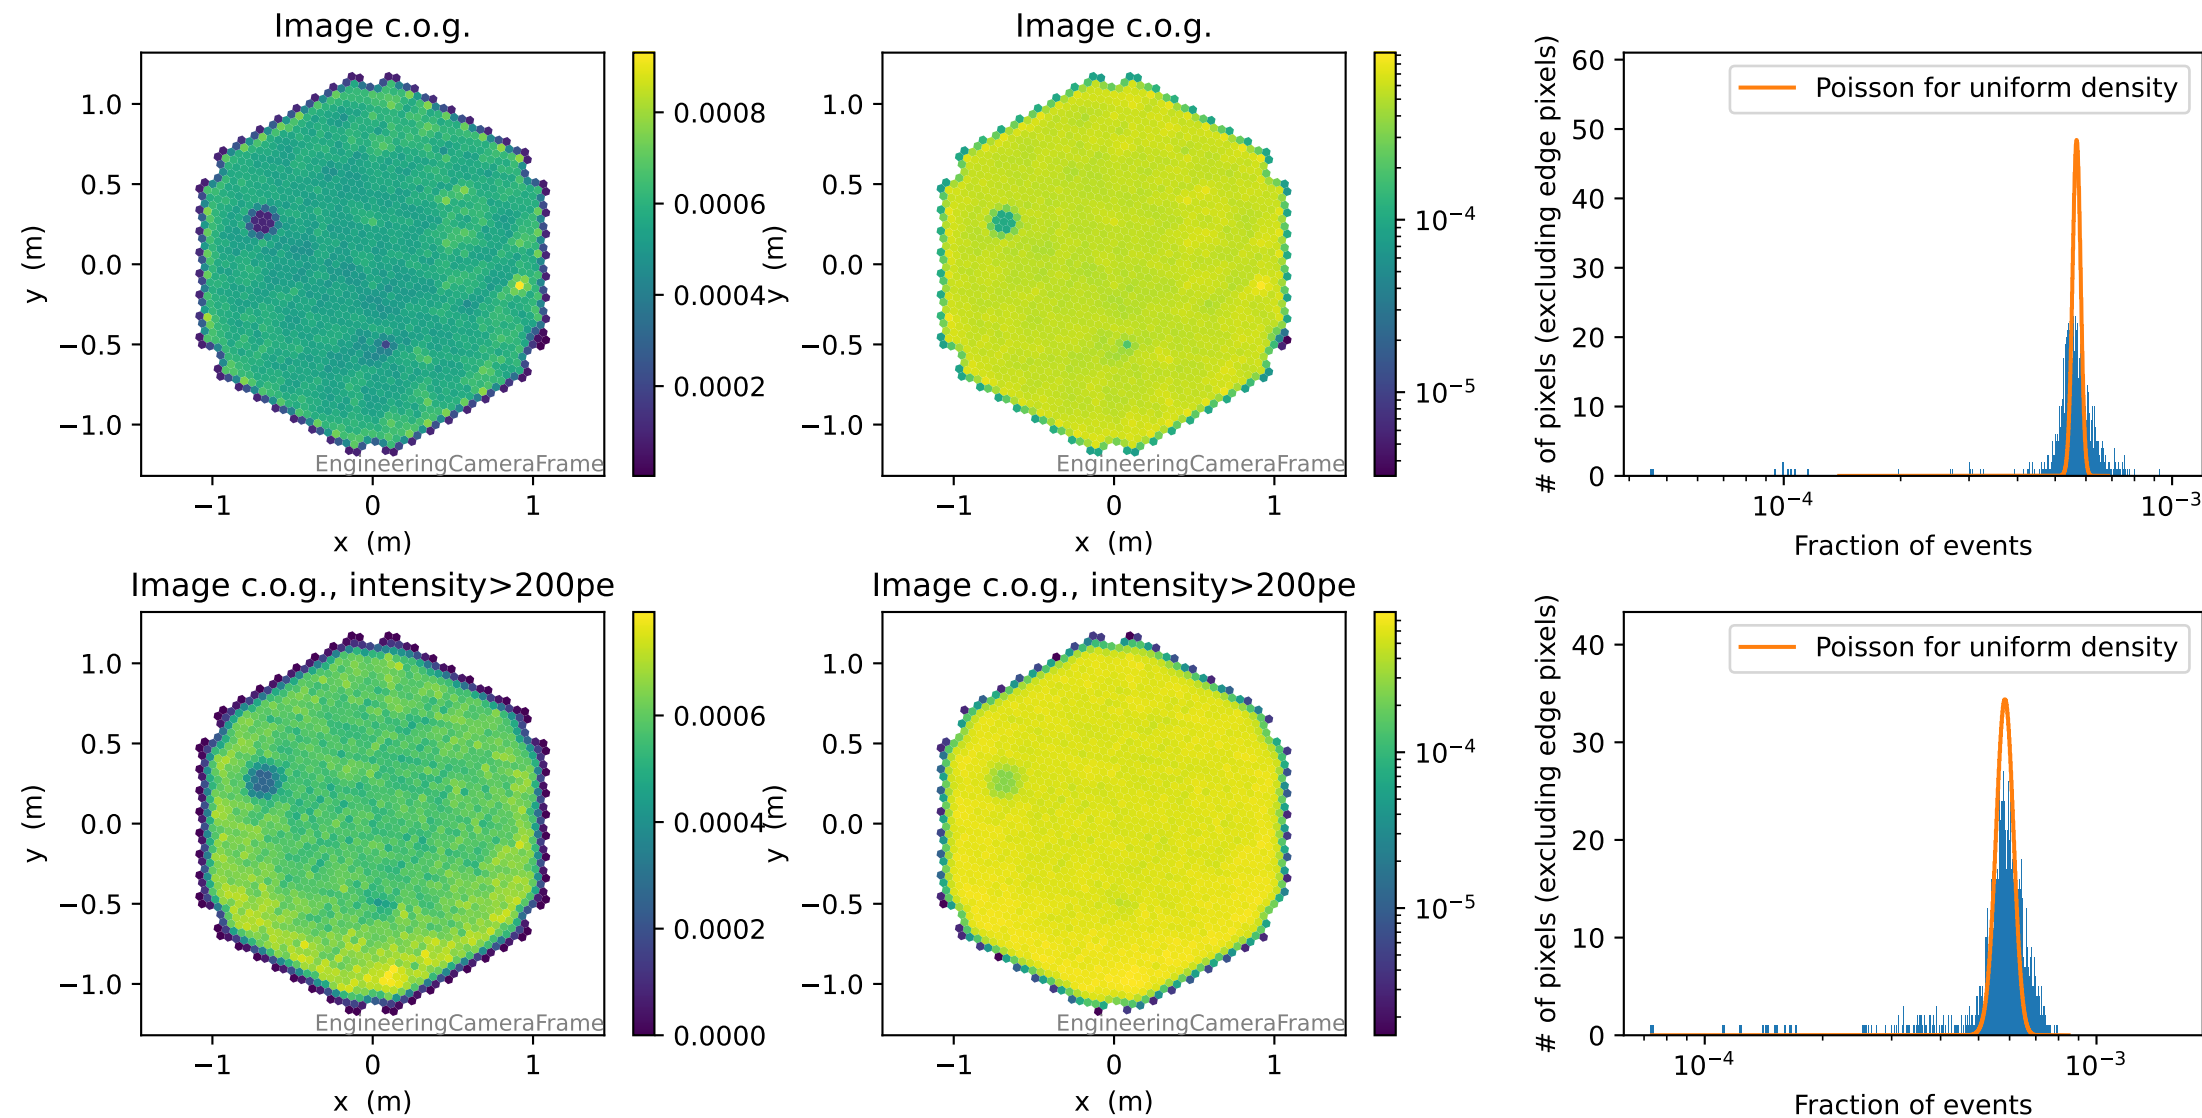 Image c.o.g.
1.0
0.5
0.0
−0.5
−1.0
y (m)
−1
0
1
x (m)
EngineeringCameraFrame
0.0008
0.0006
0.0004
0.0002
Image c.o.g.
1.0
0.5
0.0
−0.5
−1.0
y (m)
−1
0
1
x (m)
EngineeringCameraFrame
10−4
10−5
60
50
40
30
20
10
0
# of pixels (excluding edge pixels)
Poisson for uniform density
10−4
10−3
Fraction of events
Image c.o.g., intensity>200pe
1.0
0.5
0.0
−0.5
−1.0
y (m)
−1
0
1
x (m)
EngineeringCameraFrame
0.0006
0.0004
0.0002
0.0000
Image c.o.g., intensity>200pe
1.0
0.5
0.0
−0.5
−1.0
y (m)
−1
0
1
x (m)
EngineeringCameraFrame
10−4
10−5
40
30
20
10
0
# of pixels (excluding edge pixels)
Poisson for uniform density
10−4
10−3
Fraction of events